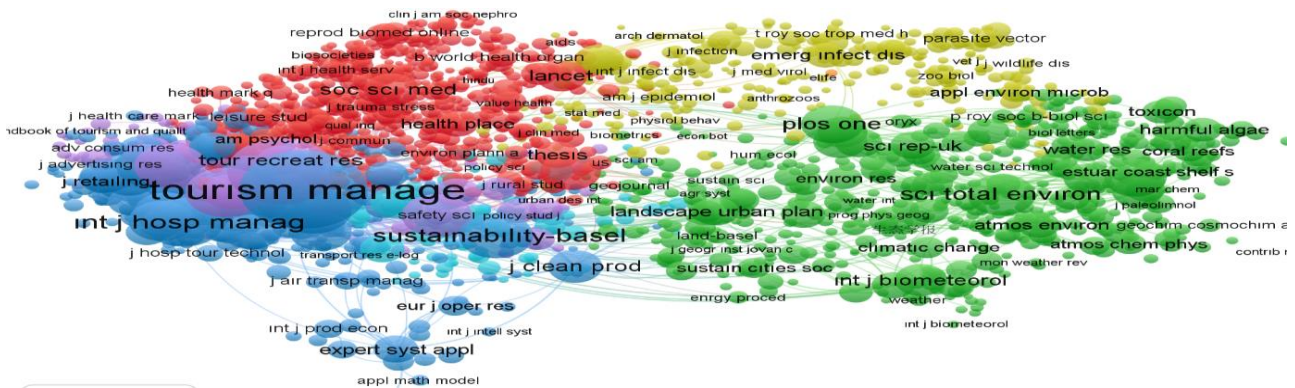 clin j am soc nephro
reprod biomed online
biosocieties
aids
b world health organ
int j health serv
hindu
lancet
soc sci med
health mark q
j trauma stress
value health
j health care mark
leisure stud
qual inq
health place
ndbook of tourism and qualit
am psychol
j commun
j clin med
adv consum res
environ plann a
thesis
j advertising res
tour recreat res
policy sci
j retailing
tourism manage
j rural stud
urban des int
int j hosp manag
safety sci
policy stud j
sustainability-basel
j hosp tour technol
transport res e-log
j clean prod
j air transp manag
eur j oper res
int j prod econ
int j intell syst
expert syst appl
appl math model
arch dermatol
t roy soc trop med h
parasite vector
j infection
emerg infect dis
int j infect dis
vet j
j wildlife dis
j med virol
elife
zoo biol
am j epidemiol
anthrozoos
appl environ microb
stat med
physiol behav
plos one
oryx
p roy soc b-biol sci
toxicon
biometrics
econ bot
biol letters
harmful algae
us
sci am
hum ecol
sci rep-uk
water res
coral reefs
water sci technol
estuar coast shelf s
geojournal
sustain sci
environ res
agr syst
sci total environ
mar chem
water int
j paleolimnol
landscape urban plan
prog phys geog
生态学报
atmos environ
geochim cosmochim a
land-basel
climatic change
atmos chem phys
j geogr inst jovan c
mon weather rev
contrib
sustain cities soc
int j biometeorol
enrgy proced
weather
int j biometeorol